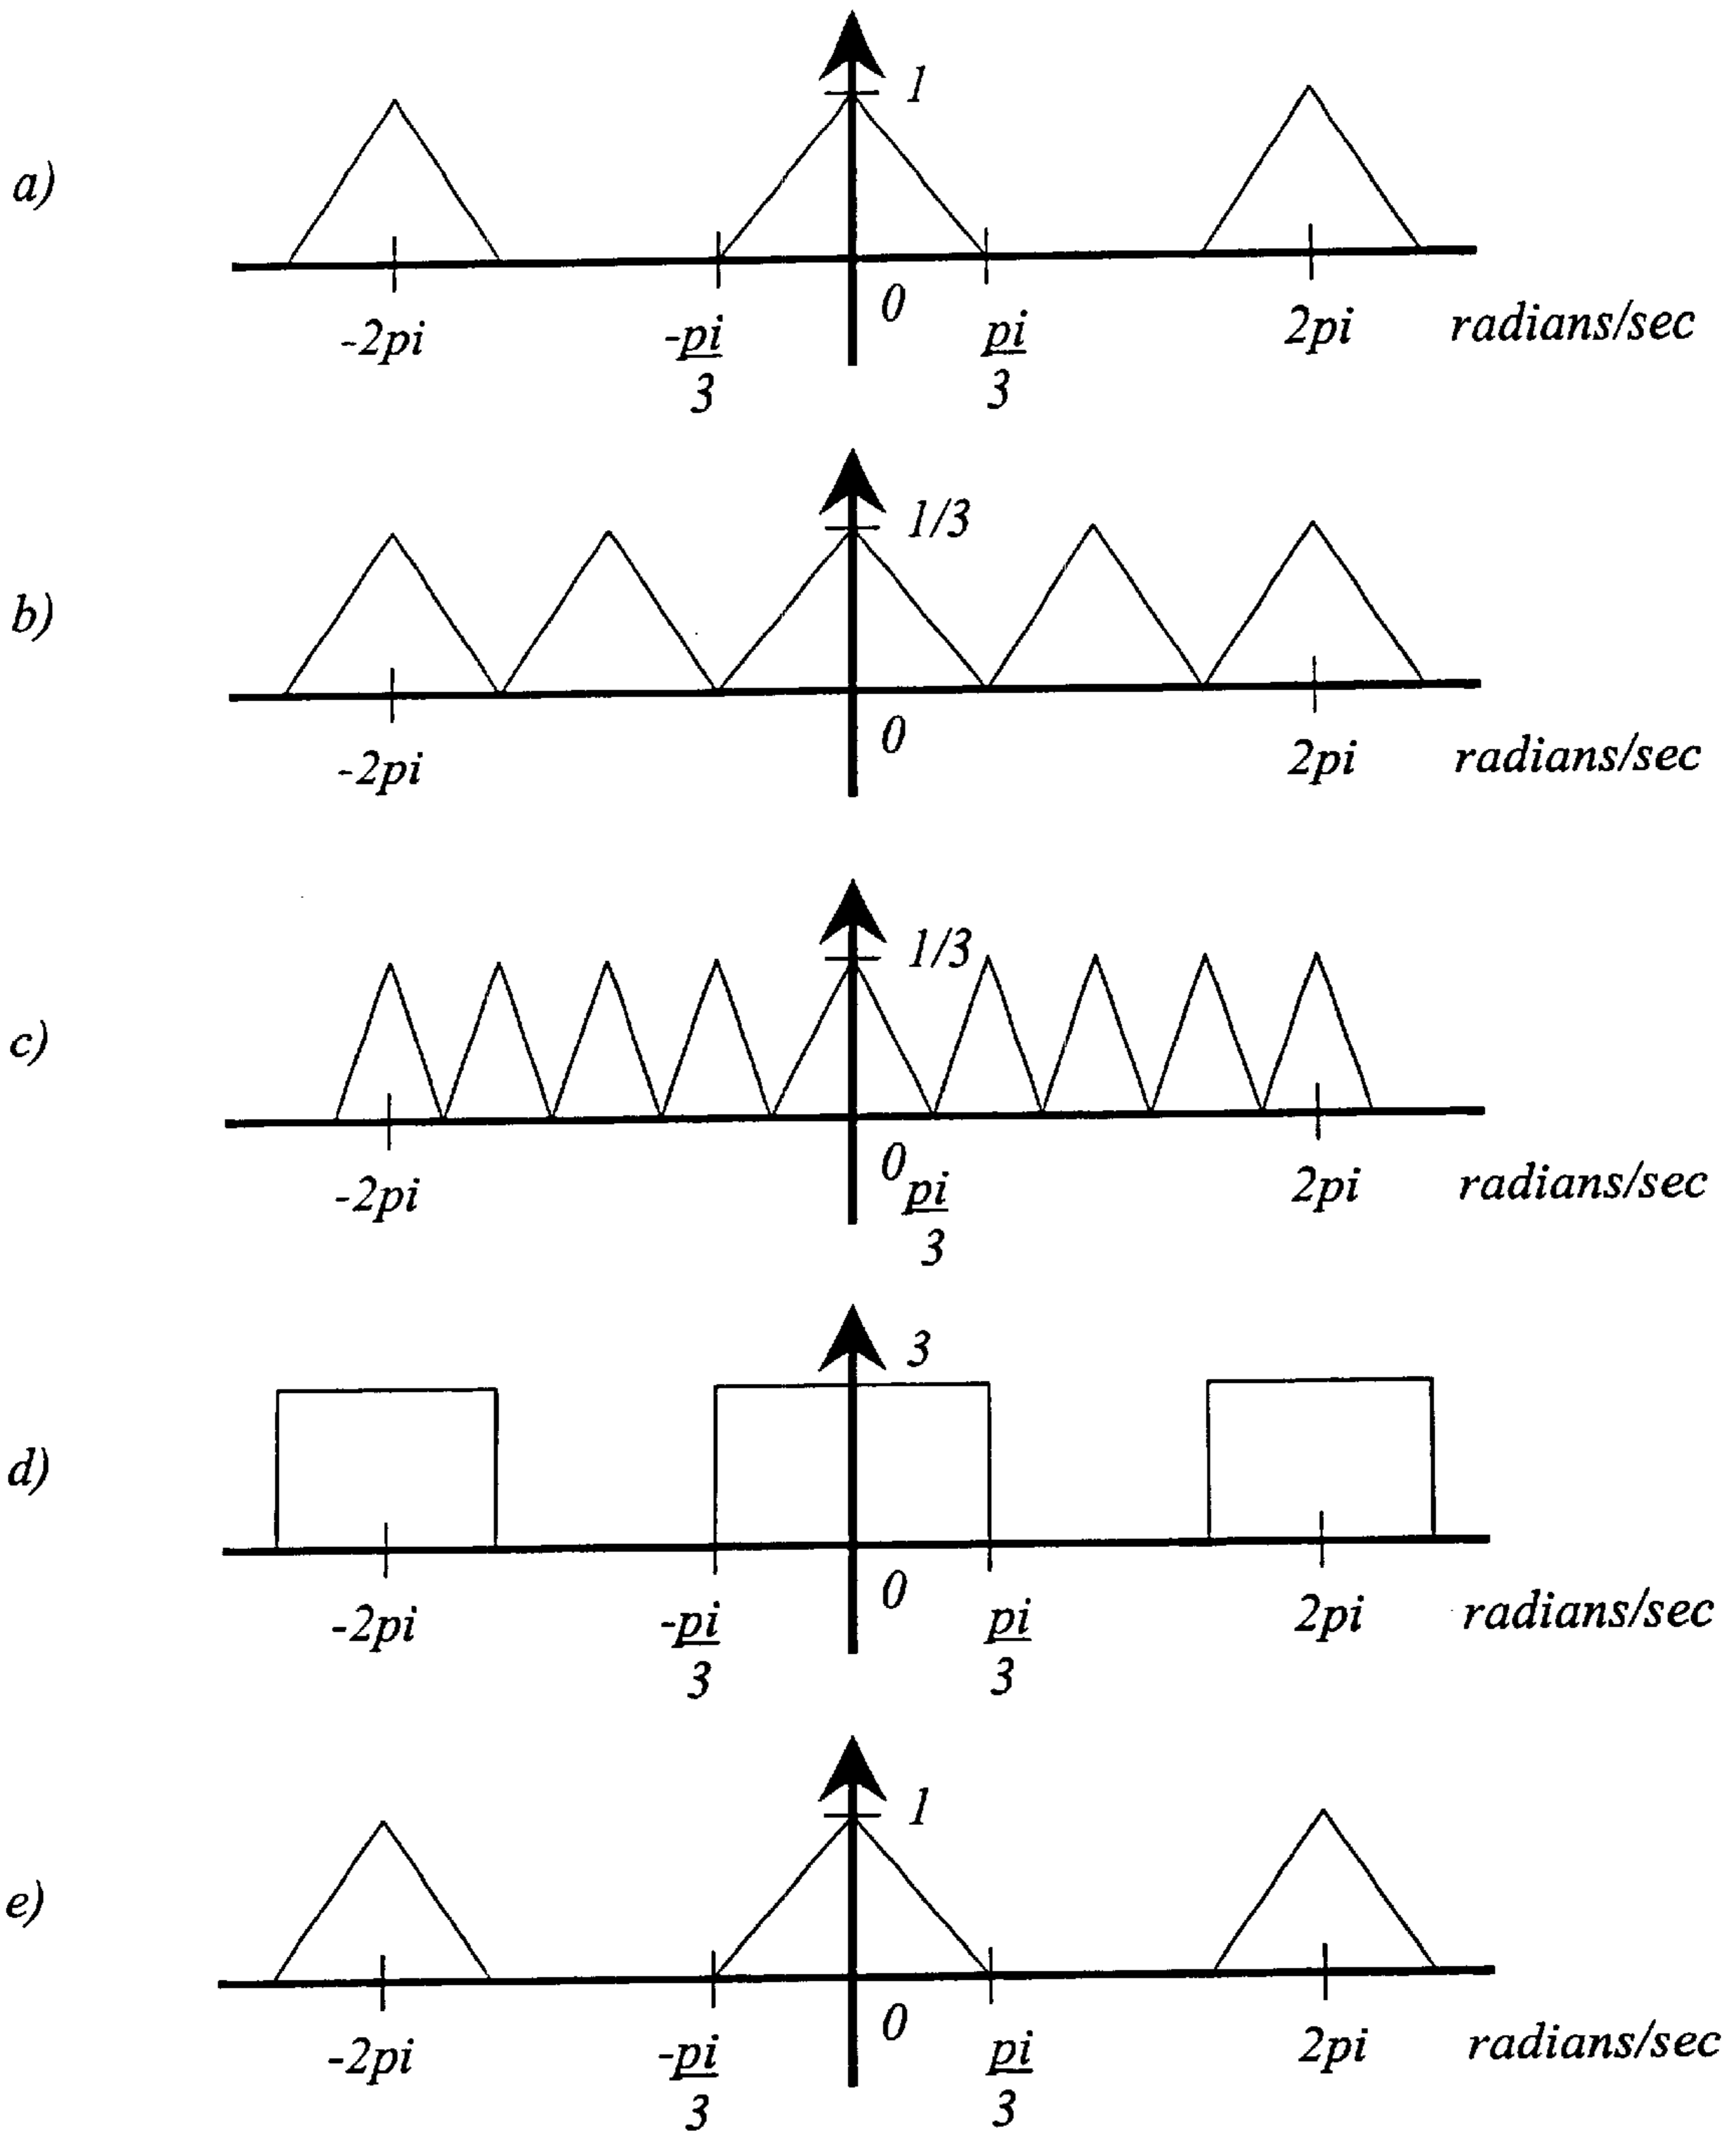 a)
1
0
-2pi
-pi
3
pi
3
2pi
radians/sec
b)
1/3
0
-2pi
2pi
radians/sec
c)
1/3
0
-2pi
pi
3
2pi
radians/sec
d)
3
0
-2pi
-pi
3
pi
3
2pi
radians/sec
e)
1
0
-2pi
-pi
3
pi
3
2pi
radians/sec